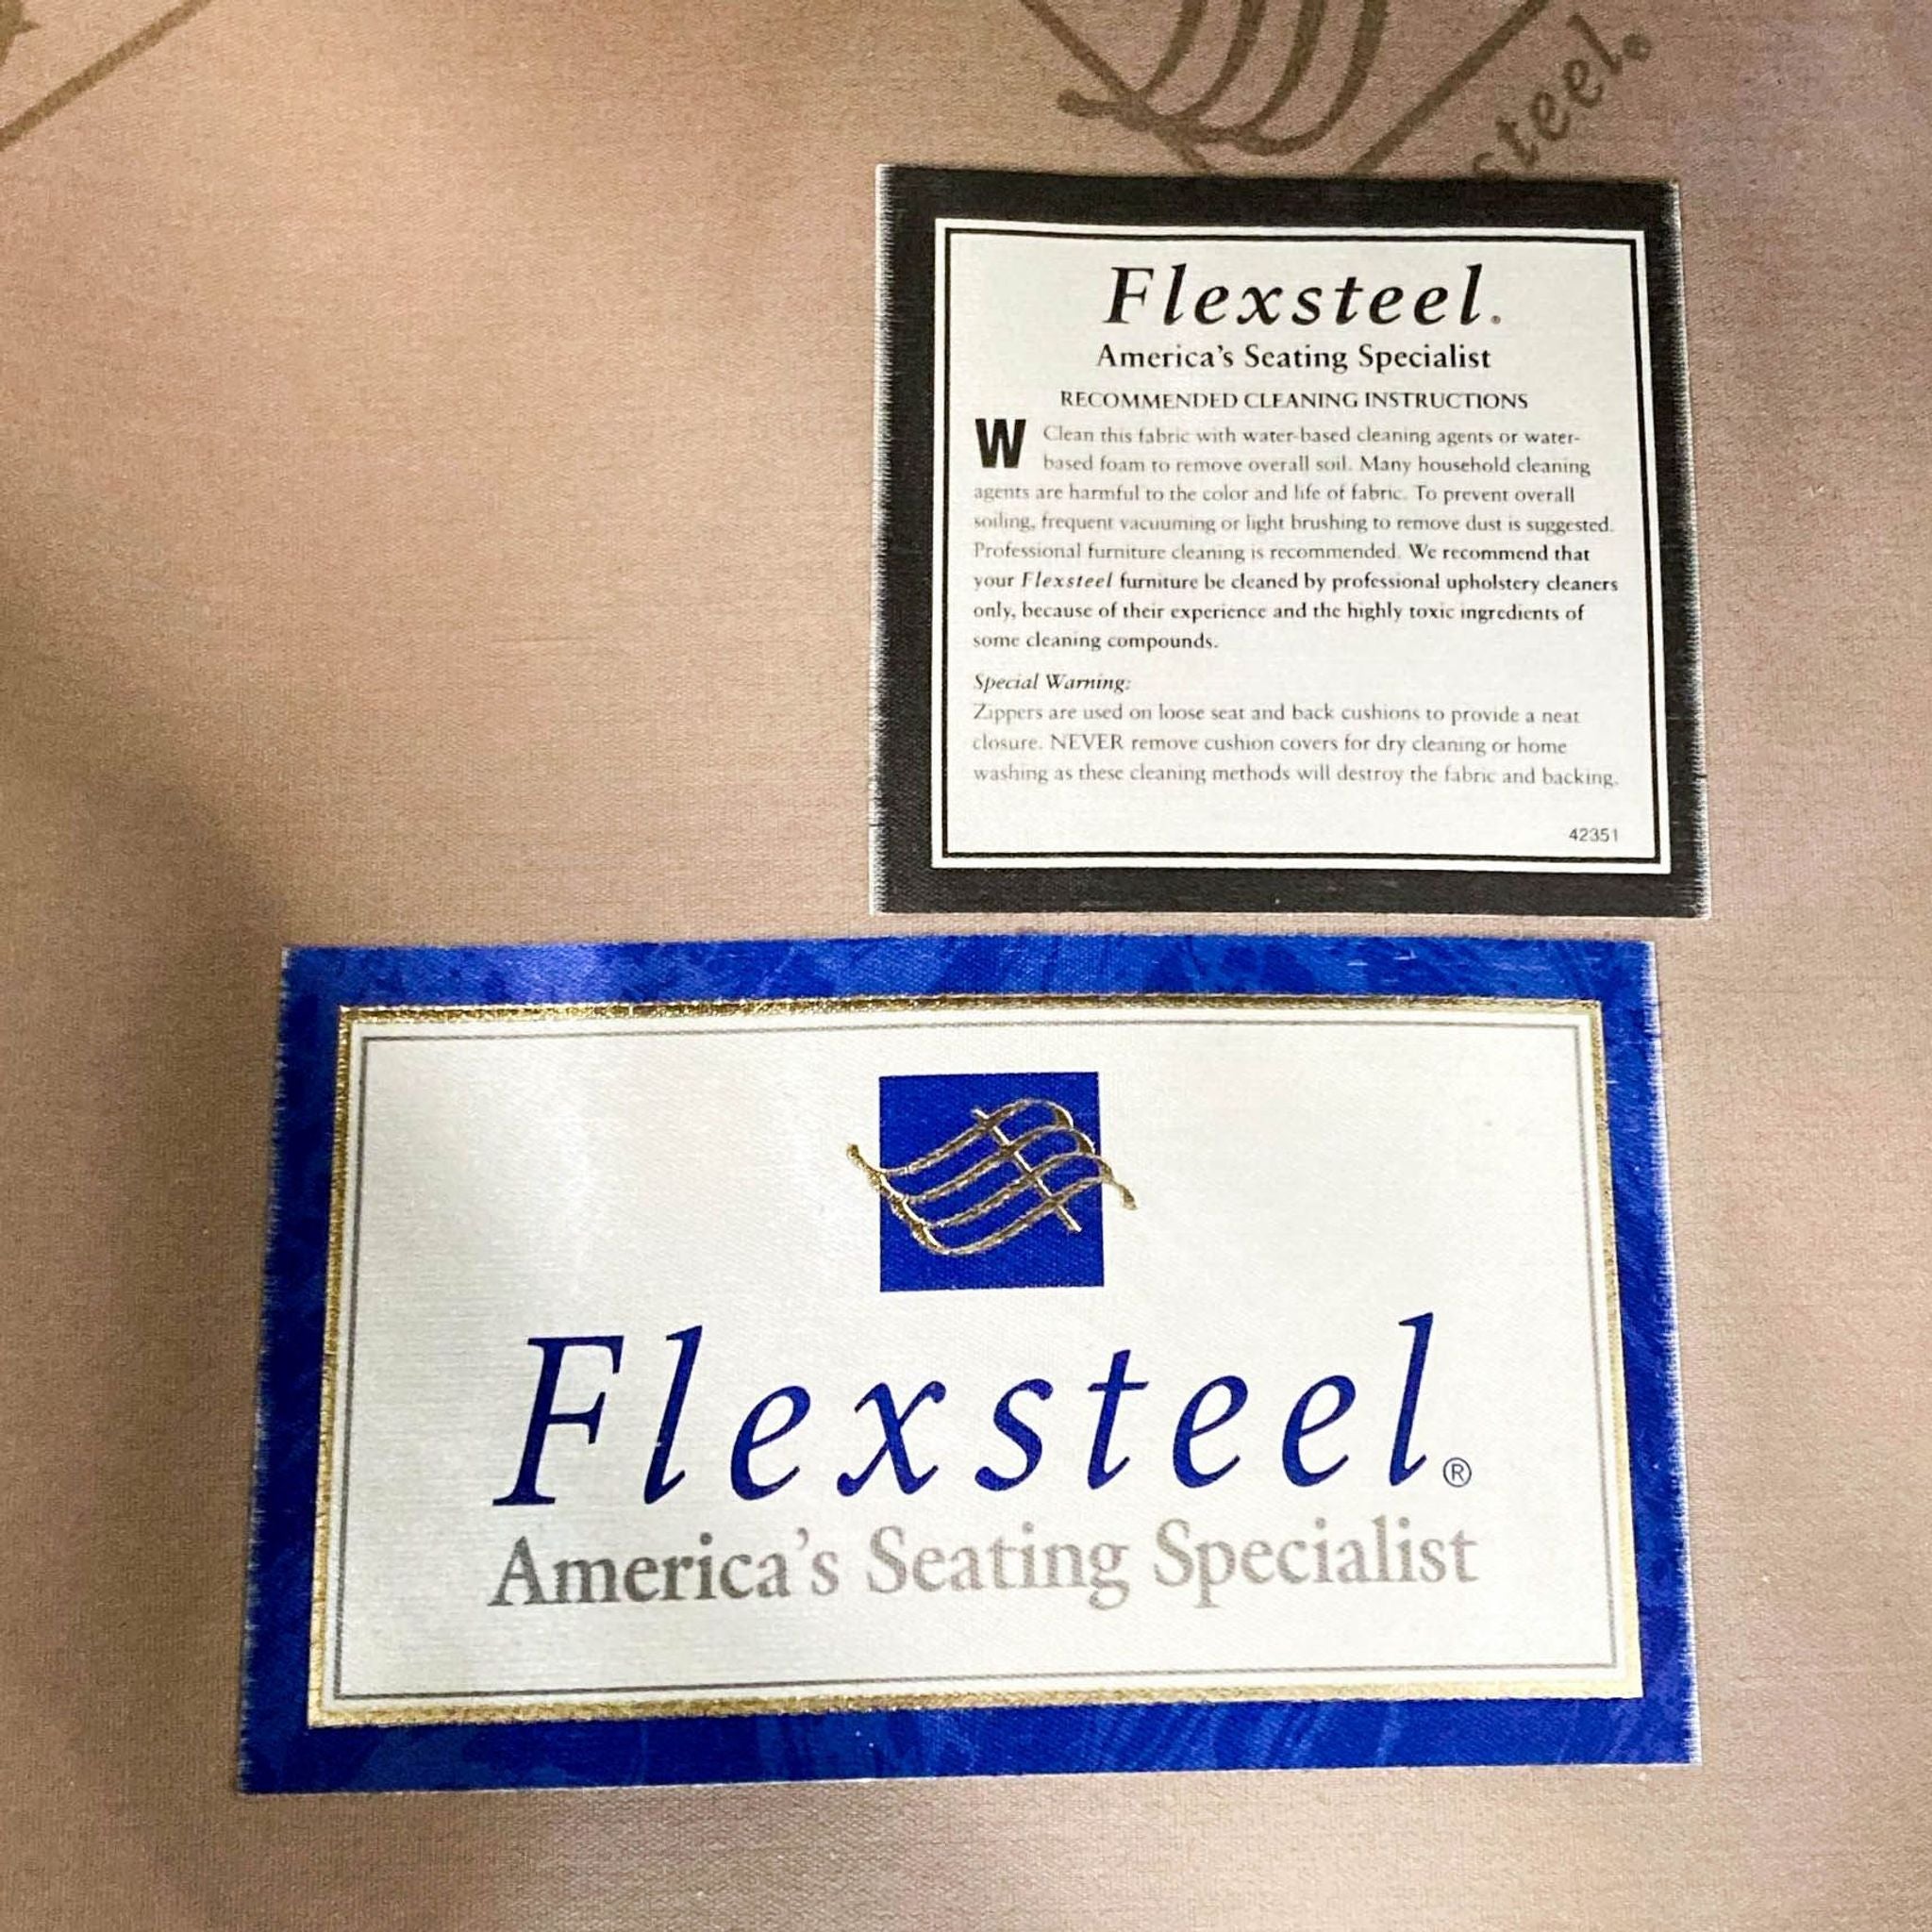 steel®
Flexsteel®
America's Seating Specialist
RECOMMENDED CLEANING INSTRUCTIONS
W Clean this fabric with water-based cleaning agents or water-
based foam to remove overall soil. Many household cleaning
agents are harmful to the color and life of fabric. To prevent overall
soiling, frequent vacuuming or light brushing to remove dust is suggested.
Professional furniture cleaning is recommended. We recommend that
your Flexsteel furniture be cleaned by professional upholstery cleaners
only, because of their experience and the highly toxic ingredients of
some cleaning compounds.
Special Warning:
Zippers are used on loose seat and back cushions to provide a neat
closure. NEVER remove cushion covers for dry cleaning or home
washing as these cleaning methods will destroy the fabric and backing.
42351
Flexsteel®
America's Seating Specialist